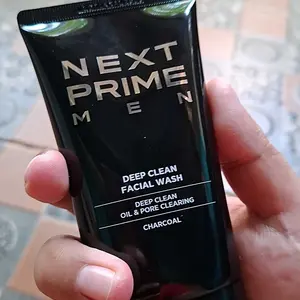 NEXT
PRIME
MEN
DEEP CLEAN
FACIAL WASH
DEEP CLEAN
OIL & PORE CLEARING
CHARCOAL